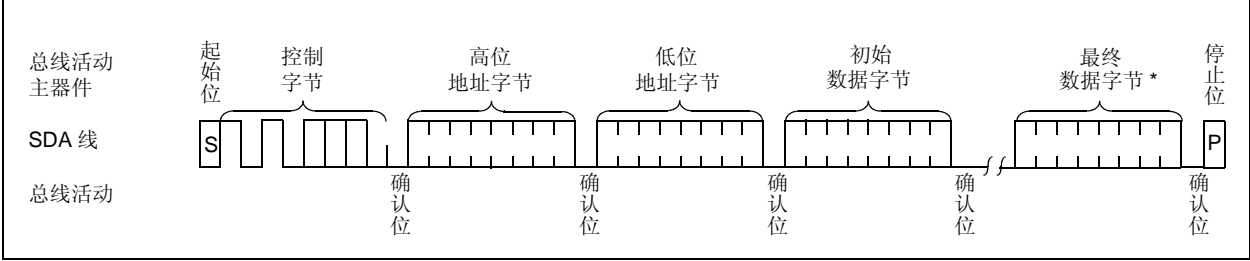 总线活动
主器件
起始位
控制
字节
高位
地址字节
低位
地址字节
初始
数据字节
最终
数据字节 *
停止位
SDA 线
S
P
总线活动
确认位
确认位
确认位
确认位
确认位